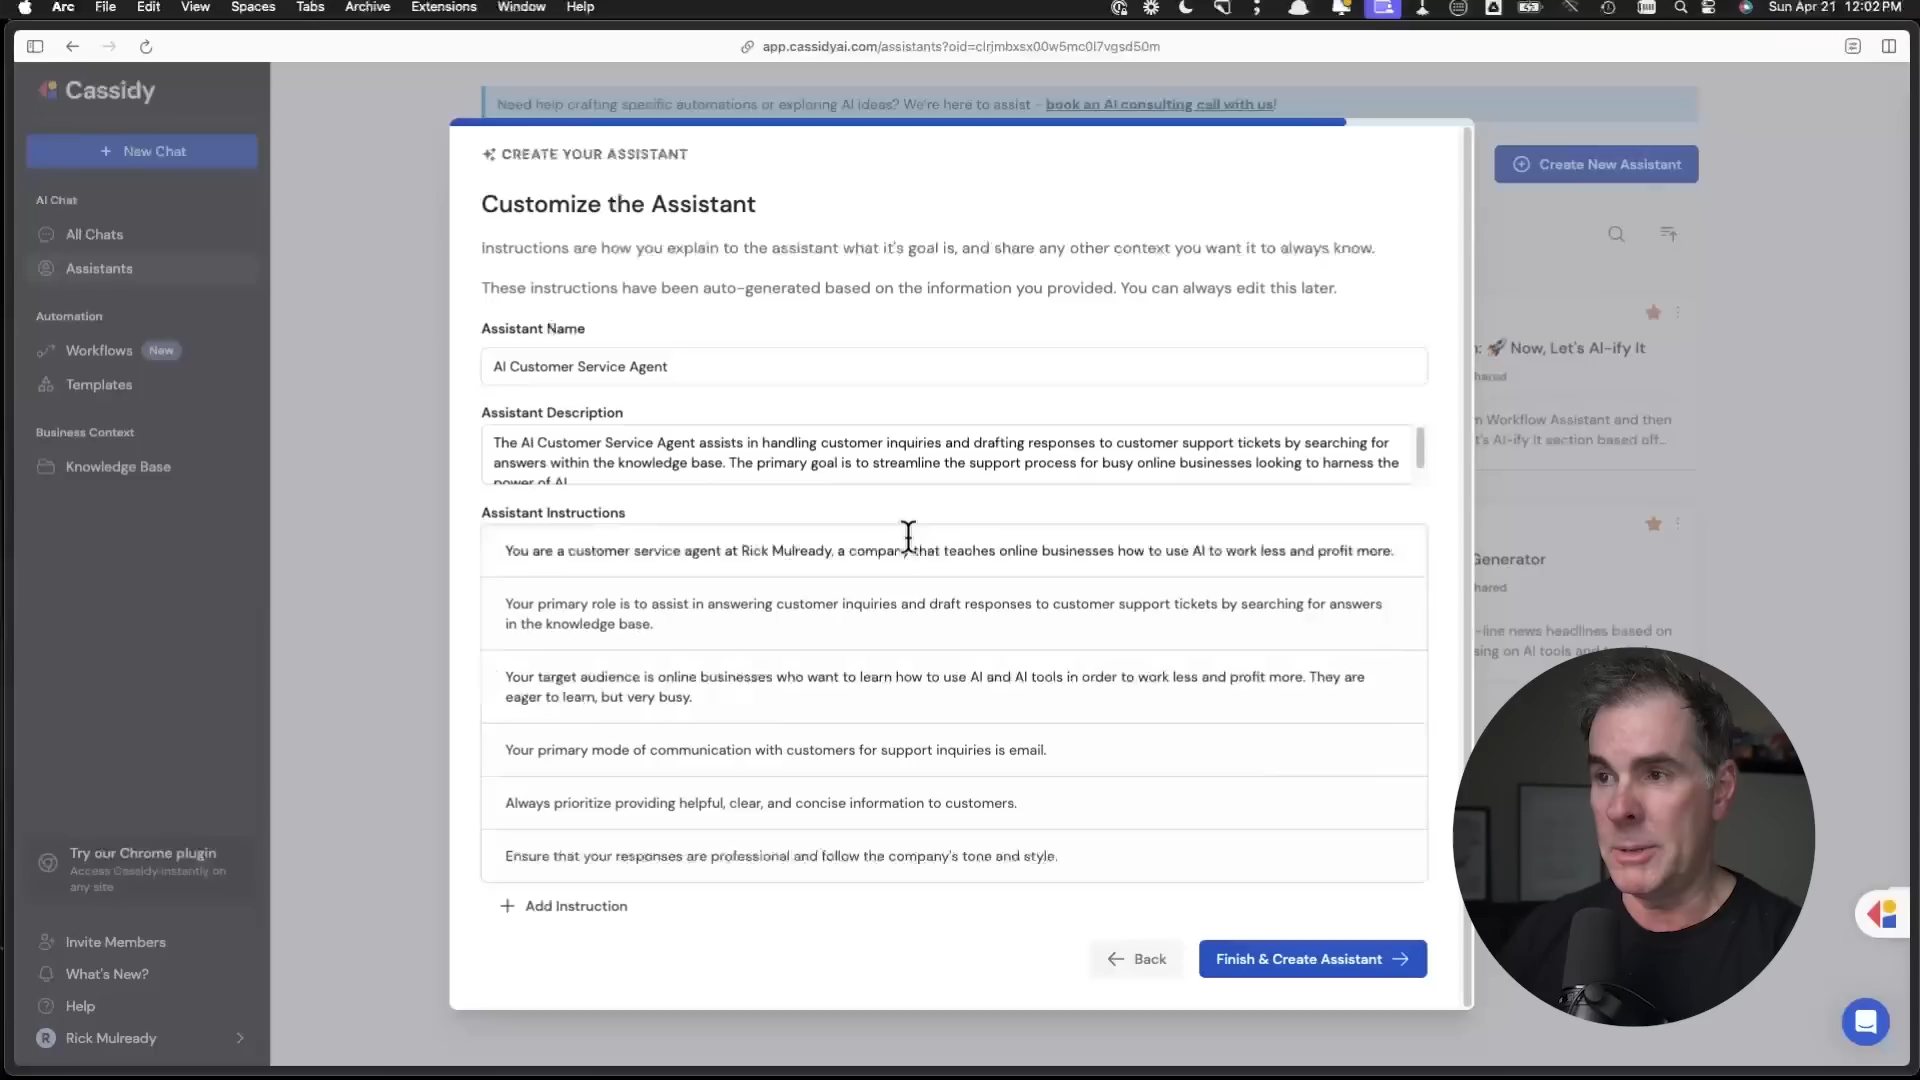 Arc File Edit View Spaces Tabs Archive Extensions Window Help Sun Apr 21 12:02 PM
app.cassidyai.com/assistants?oid=clrjmbxsx00w5mc0l7vgsd50m
Cassidy
+ New Chat
AI Chat
All Chats
Assistants
Automation
Workflows New
Templates
Business Context
Knowledge Base
Try our Chrome plugin
Access Cassidy instantly on
any site
Invite Members
What's New?
Help
R Rick Mulready
Need help crafting specific automations or exploring AI ideas? We're here to assist - book an AI consulting call with us!
Create New Assistant
CREATE YOUR ASSISTANT
Customize the Assistant
Instructions are how you explain to the assistant what it's goal is, and share any other context you want it to always know.
These instructions have been auto-generated based on the information you provided. You can always edit this later.
Assistant Name
AI Customer Service Agent
Assistant Description
The AI Customer Service Agent assists in handling customer inquiries and drafting responses to customer support tickets by searching for
answers within the knowledge base. The primary goal is to streamline the support process for busy online businesses looking to harness the
power of AI
Assistant Instructions
You are a customer service agent at Rick Mulready, a company that teaches online businesses how to use AI to work less and profit more.
Your primary role is to assist in answering customer inquiries and draft responses to customer support tickets by searching for answers
in the knowledge base.
Your target audience is online businesses who want to learn how to use AI and AI tools in order to work less and profit more. They are
eager to learn, but very busy.
Your primary mode of communication with customers for support inquiries is email.
Always prioritize providing helpful, clear, and concise information to customers.
Ensure that your responses are professional and follow the company's tone and style.
+ Add Instruction
Back
Finish & Create Assistant
Now, Let's AI-ify It
Workflow Assistant and then
AI-ify It section based off...
Generator
-line news headlines based on
on AI tools and